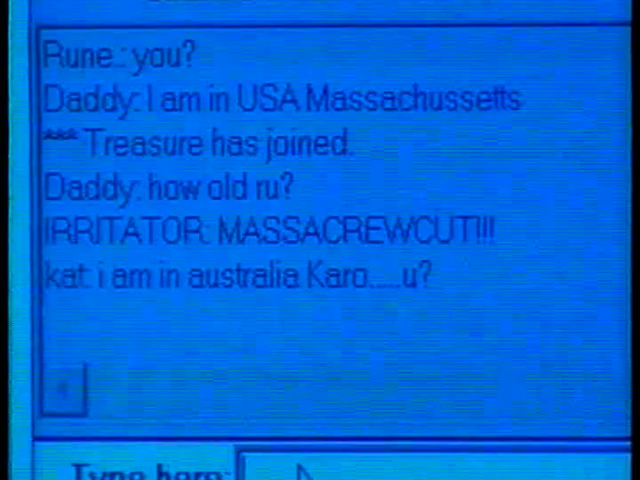 Rune.: you?
Daddy: I am in USA Massachussetts
*** Treasure has joined.
Daddy: how old ru?
IRRITATOR: MASSACREWCUT!!!
kat: i am in australia Karo.....u?
Type here: